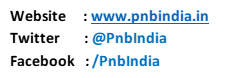 Website : www.pnbindia.in
Twitter : @PnbIndia
Facebook : /PnbIndia